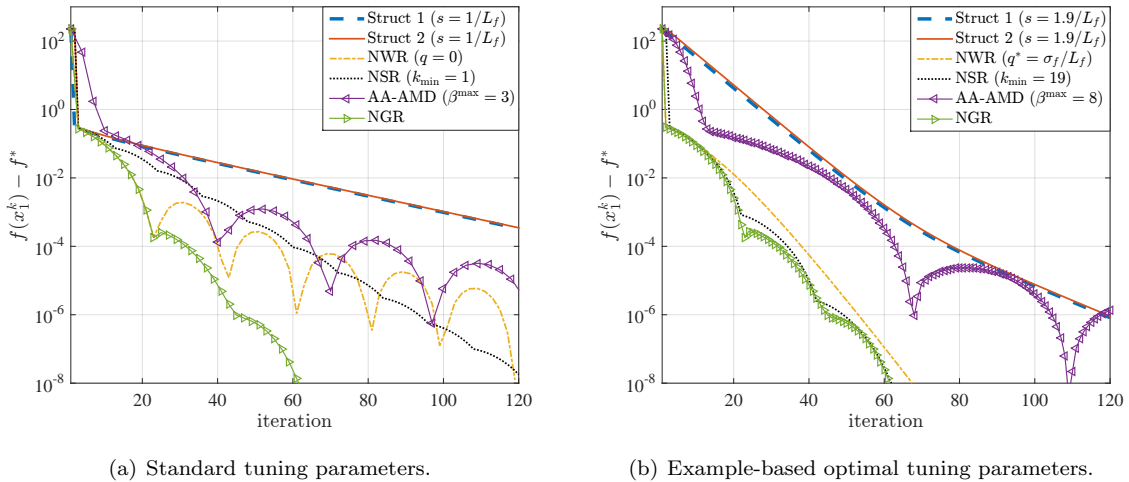 10^2
10^0
10^{-2}
10^{-4}
10^{-6}
10^{-8}
f(x_1^k) − f^*
Struct 1 (s = 1/L_f)
Struct 2 (s = 1/L_f)
NWR (q = 0)
NSR (k_min = 1)
AA-AMD (β^max = 3)
NGR
20 40 60 80 100 120
iteration
(a) Standard tuning parameters.
10^2
10^0
10^{-2}
10^{-4}
10^{-6}
10^{-8}
f(x_1^k) − f^*
Struct 1 (s = 1.9/L_f)
Struct 2 (s = 1.9/L_f)
NWR (q^* = σ_f/L_f)
NSR (k_min = 19)
AA-AMD (β^max = 8)
NGR
20 40 60 80 100 120
iteration
(b) Example-based optimal tuning parameters.